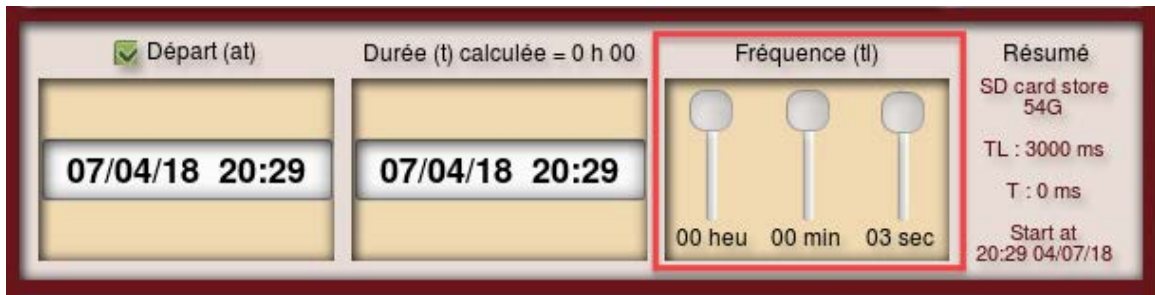 Départ (at)
07/04/18 20:29
Durée (t) calculée = 0 h 00
07/04/18 20:29
Fréquence (tl)
00 heu 00 min 03 sec
Résumé
SD card store
54G
TL : 3000 ms
T : 0 ms
Start at
20:29 04/07/18